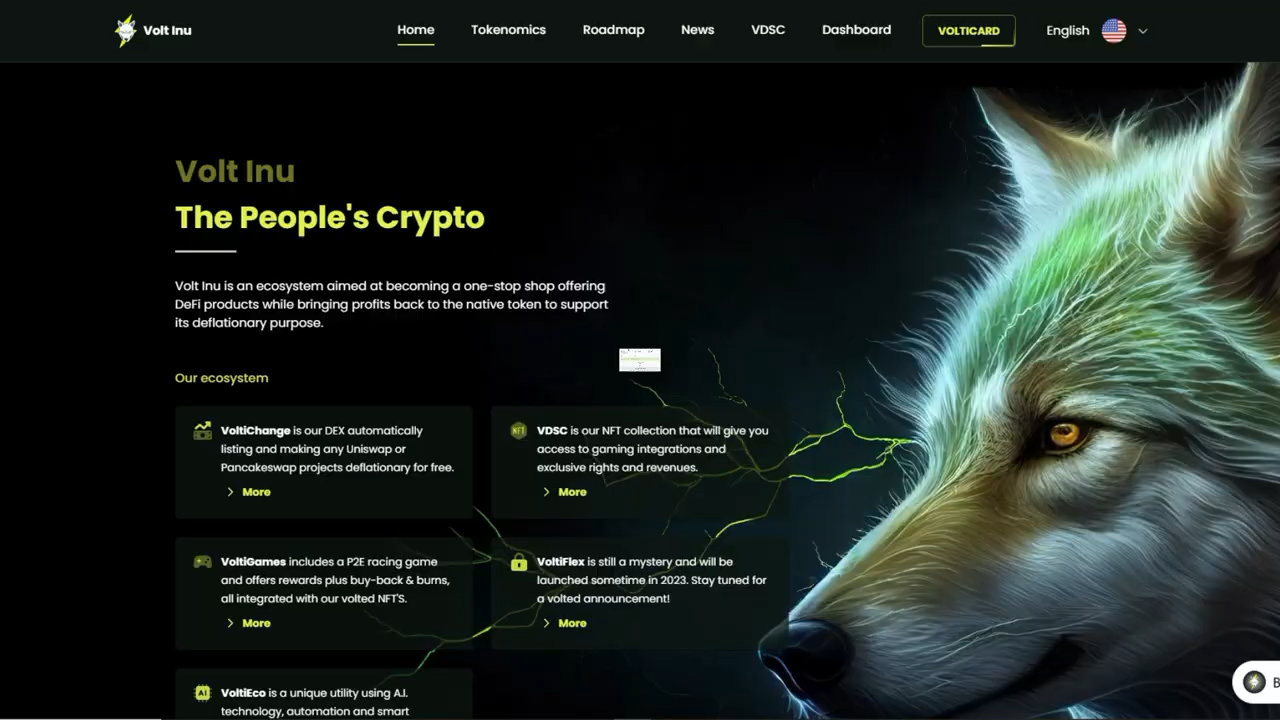 Volt Inu
Home
Tokenomics
Roadmap
News
VDSC
Dashboard
VOLTICARD
English
Volt Inu
The People's Crypto
Volt Inu is an ecosystem aimed at becoming a one-stop shop offering
DeFi products while bringing profits back to the native token to support
its deflationary purpose.
Our ecosystem
VoltiChange is our DEX automatically
listing and making any Uniswap or
Pancakeswap projects deflationary for free.
More
VDSC is our NFT collection that will give you
access to gaming integrations and
exclusive rights and revenues.
More
VoltiGames includes a P2E racing game
and offers rewards plus buy-back & burns,
all integrated with our volted NFT'S.
More
VoltiFlex is still a mystery and will be
launched sometime in 2023. Stay tuned for
a volted announcement!
More
VoltiEco is a unique utility using A.I.
technology, automation and smart
NFT
AI
B